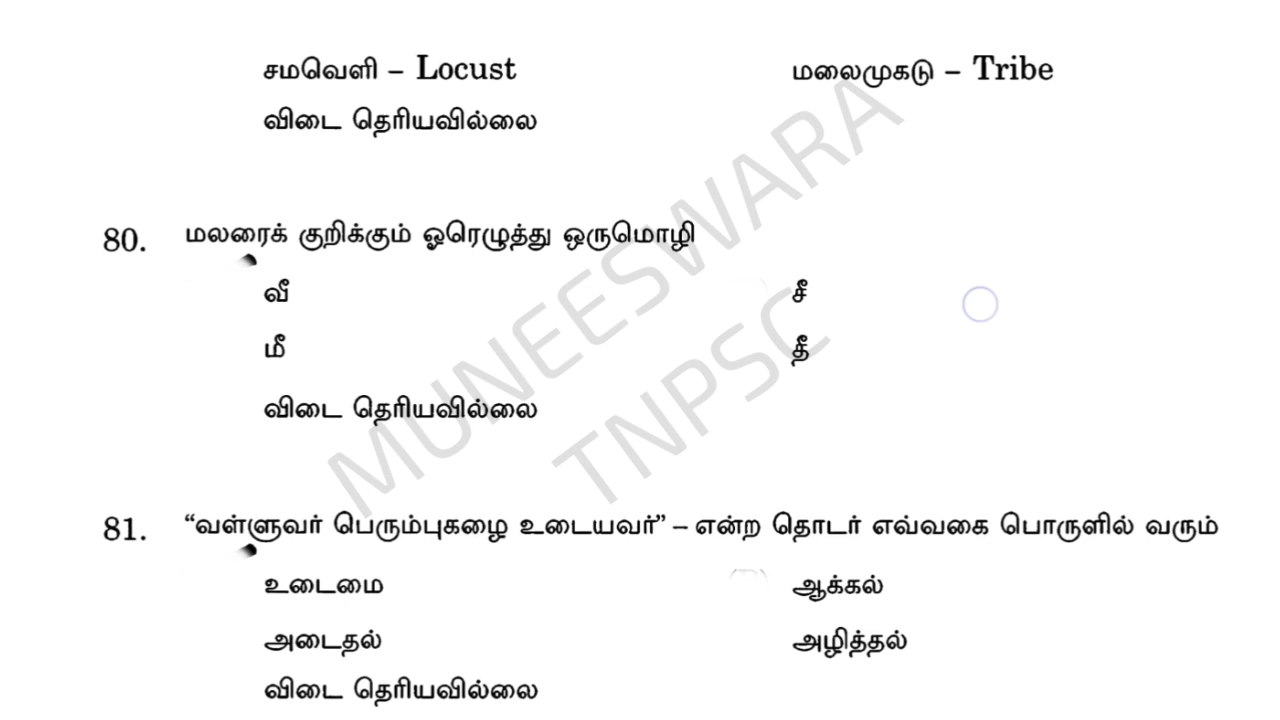 சமவெளி – Locust மலைமுகடு – Tribe
விடை தெரியவில்லை
80. மலரைக் குறிக்கும் ஓரெழுத்து ஒருமொழி
வீ சீ
மீ தீ
விடை தெரியவில்லை
81. “வள்ளுவர் பெரும்புகழை உடையவர்” – என்ற தொடர் எவ்வகை பொருளில் வரும்
உடைமை ஆக்கல்
அடைதல் அழித்தல்
விடை தெரியவில்லை
MUNEESWARA
TNPSC